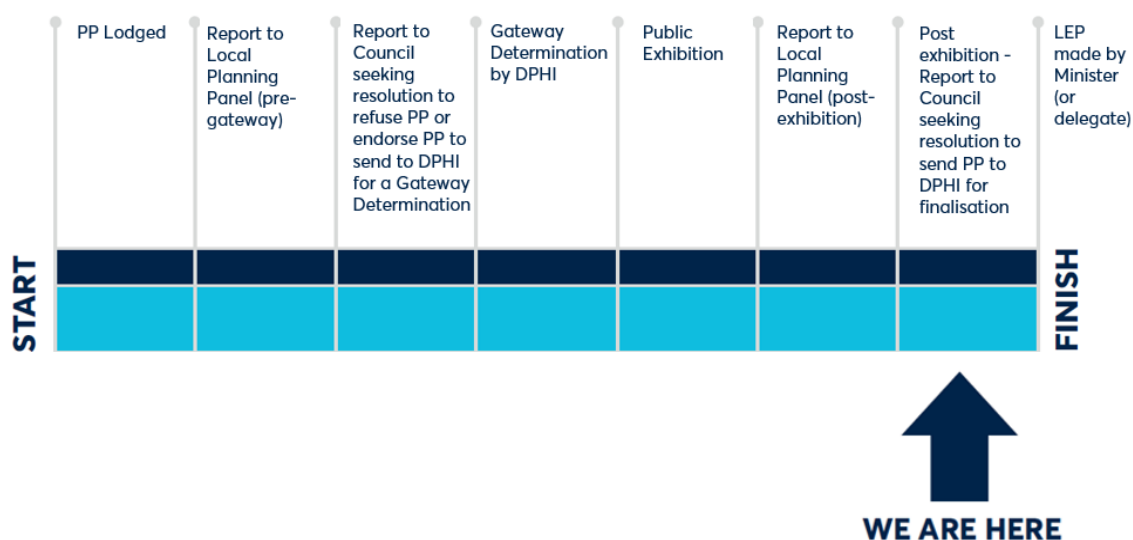 PP Lodged
Report to
Local
Planning
Panel (pre-
gateway)
Report to
Council
seeking
resolution to
refuse PP or
endorse PP to
send to DPHI
for a Gateway
Determination
Gateway
Determination
by DPHI
Public
Exhibition
Report to
Local
Planning
Panel (post-
exhibition)
Post
exhibition -
Report to
Council
seeking
resolution to
send PP to
DPHI for
finalisation
LEP
made by
Minister
(or
delegate)
START
FINISH
WE ARE HERE